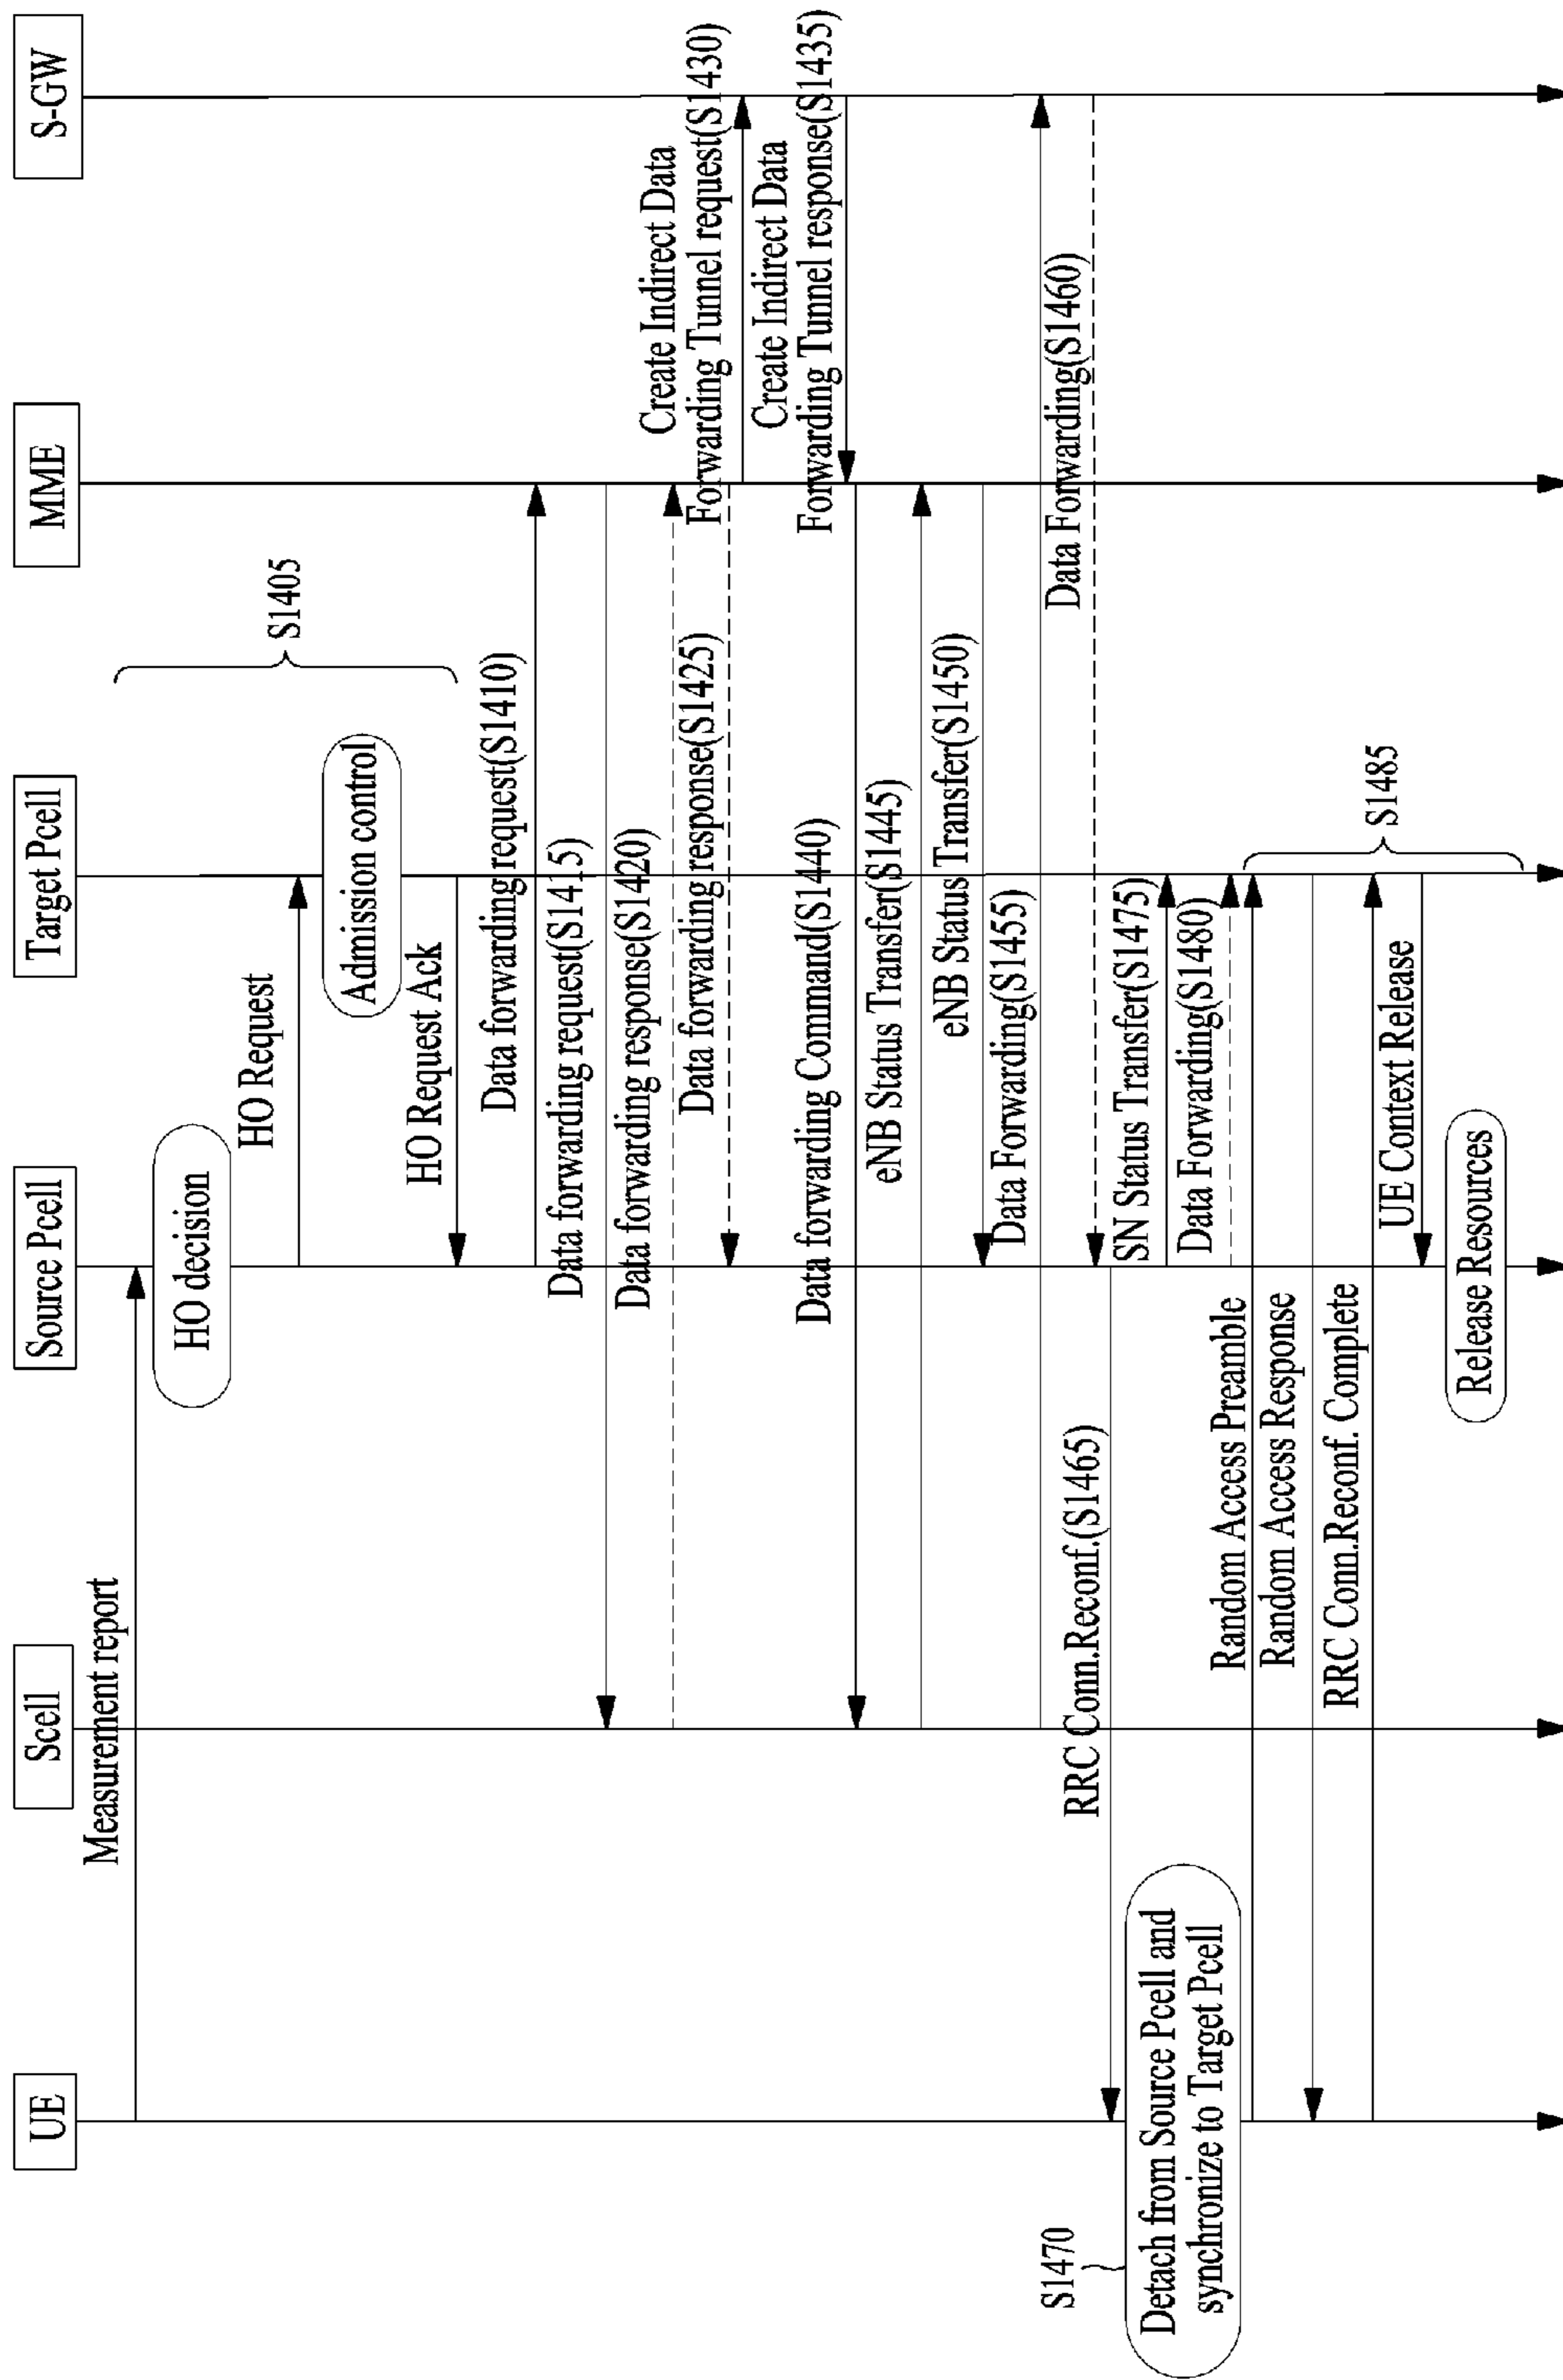 UE
Scell
Source Pcell
Target Pcell
MME
S-GW
Measurement report
HO decision
HO Request
Admission control
HO Request Ack
S1405
Data forwarding request(S1410)
Data forwarding request(S1415)
Data forwarding response(S1420)
Data forwarding response(S1425)
Create Indirect Data
Forwarding Tunnel request(S1430)
Create Indirect Data
Forwarding Tunnel response(S1435)
Data forwarding Command(S1440)
eNB Status Transfer(S1445)
eNB Status Transfer(S1450)
Data Forwarding(S1455)
Data Forwarding(S1460)
RRC Conn.Reconf.(S1465)
S1470
Detach from Source Pcell and
synchronize to Target Pcell
SN Status Transfer(S1475)
Data Forwarding(S1480)
Random Access Preamble
Random Access Response
RRC Conn.Reconf. Complete
UE Context Release
Release Resources
S1485